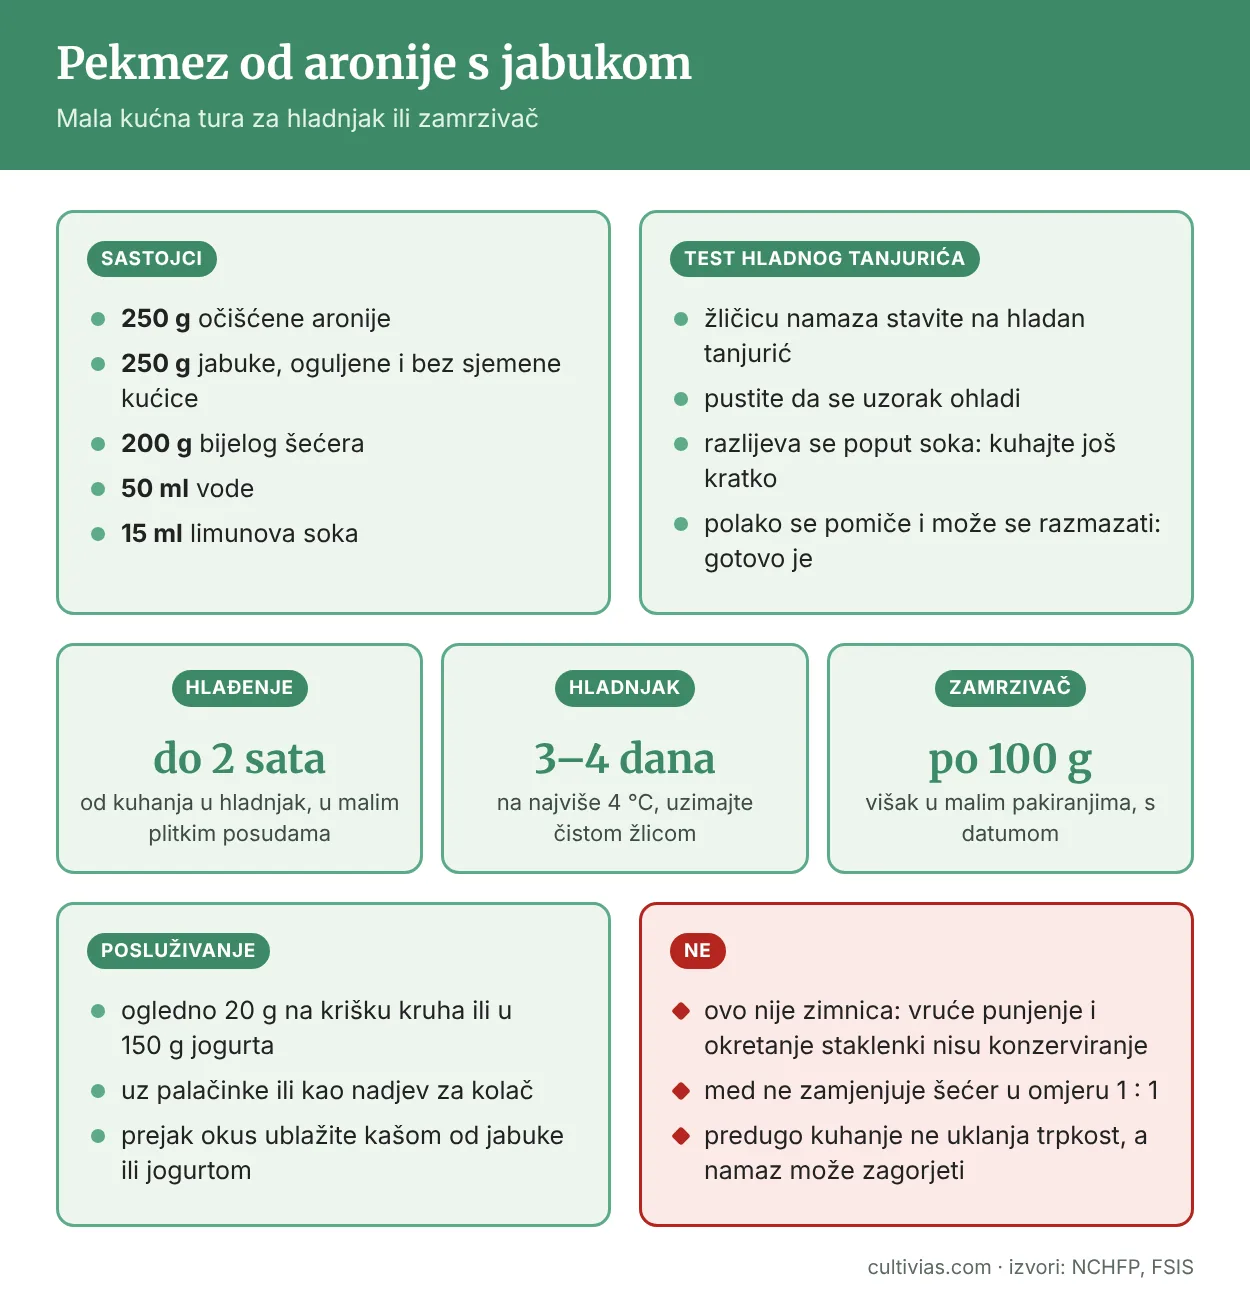 Pekmez od aronije s jabukom
Mala kućna tura za hladnjak ili zamrzivač
SASTOJCI
250 g očišćene aronije
250 g jabuke, oguljene i bez sjemene
kućice
200 g bijelog šećera
50 ml vode
15 ml limunova soka
TEST HLADNOG TANJURIĆA
žličicu namaza stavite na hladan
tanjurić
pustite da se uzorak ohladi
razlijeva se poput soka: kuhajte još
kratko
polako se pomiče i može se razmazati:
gotovo je
HLAĐENJE
do 2 sata
od kuhanja u hladnjak, u malim
plitkim posudama
HLADNJAK
3–4 dana
na najviše 4 °C, uzimajte
čistom žlicom
ZAMRZIVAČ
po 100 g
višak u malim pakiranjima, s
datumom
POSLUŽIVANJE
ogledno 20 g na krišku kruha ili u
150 g jogurta
uz palačinke ili kao nadjev za kolač
prejak okus ublažite kašom od jabuke
ili jogurtom
NE
ovo nije zimnica: vruće punjenje i
okretanje staklenki nisu konzerviranje
med ne zamjenjuje šećer u omjeru 1 : 1
predugo kuhanje ne uklanja trpkost, a
namaz može zagorjeti
cultivias.com · izvori: NCHFP, FSIS